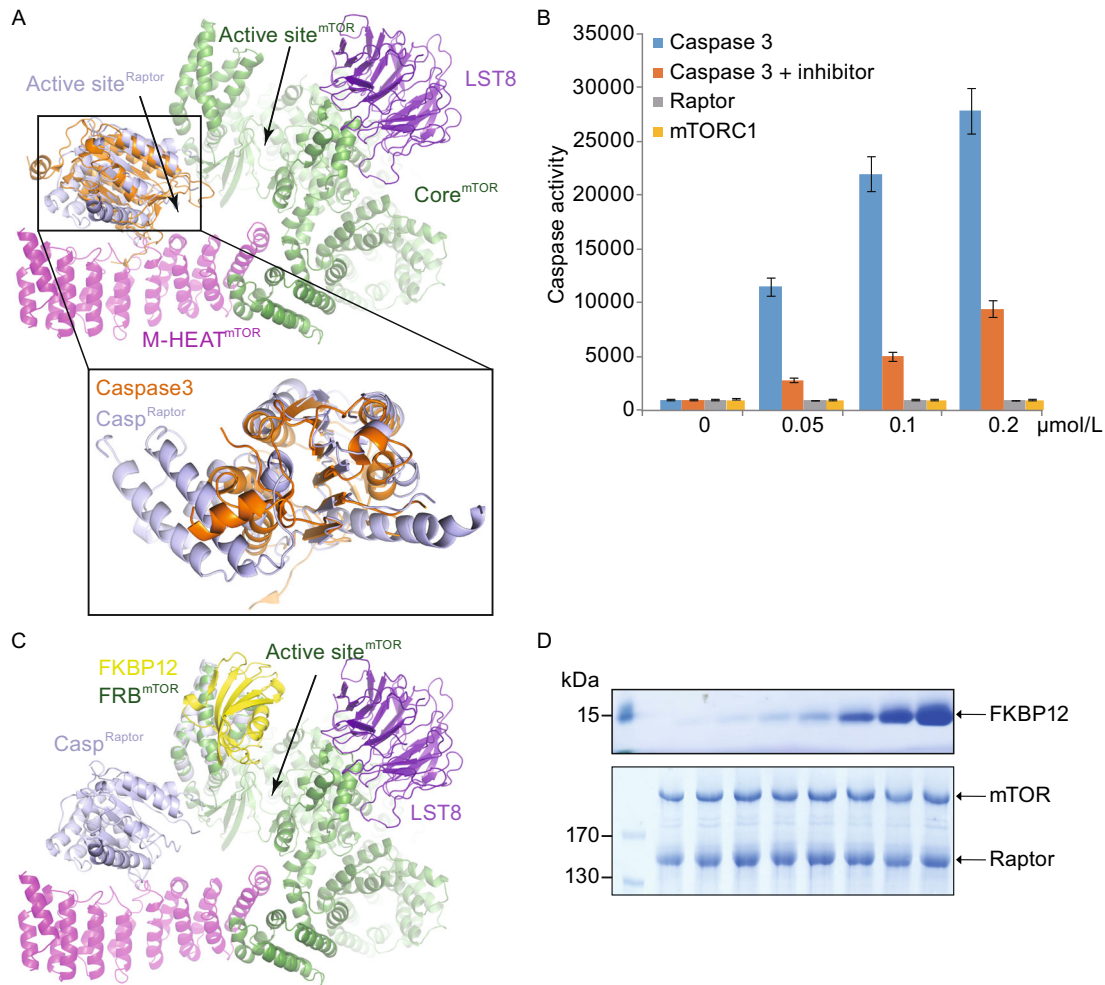 A
Active site^mTOR
LST8
Active site^Raptor
Core^mTOR
M-HEAT^mTOR
Caspase3
Casp^Raptor
B
Caspase activity
35000
30000
25000
20000
15000
10000
5000
0
Caspase 3
Caspase 3 + inhibitor
Raptor
mTORC1
0 0.05 0.1 0.2 µmol/L
C
FKBP12
FRB^mTOR
Active site^mTOR
Casp^Raptor
LST8
D
kDa
15
FKBP12
mTOR
170
130
Raptor